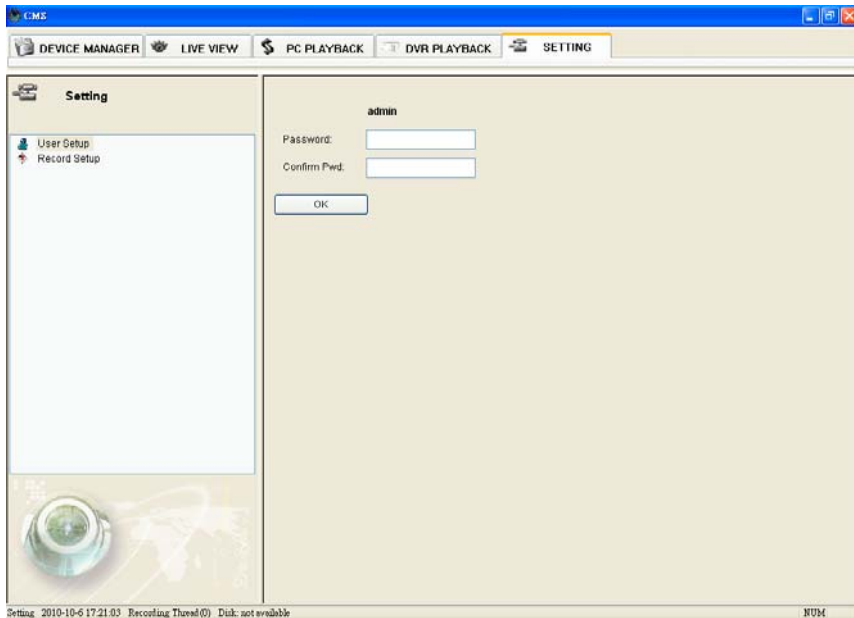 CMS
DEVICE MANAGER LIVE VIEW PC PLAYBACK DVR PLAYBACK SETTING
Setting
User Setup
Record Setup
admin
Password:
Confirm Pwd:
OK
Setting 2010-10-6 17:21:03 Recording Thread(0) Disk: not available NUM